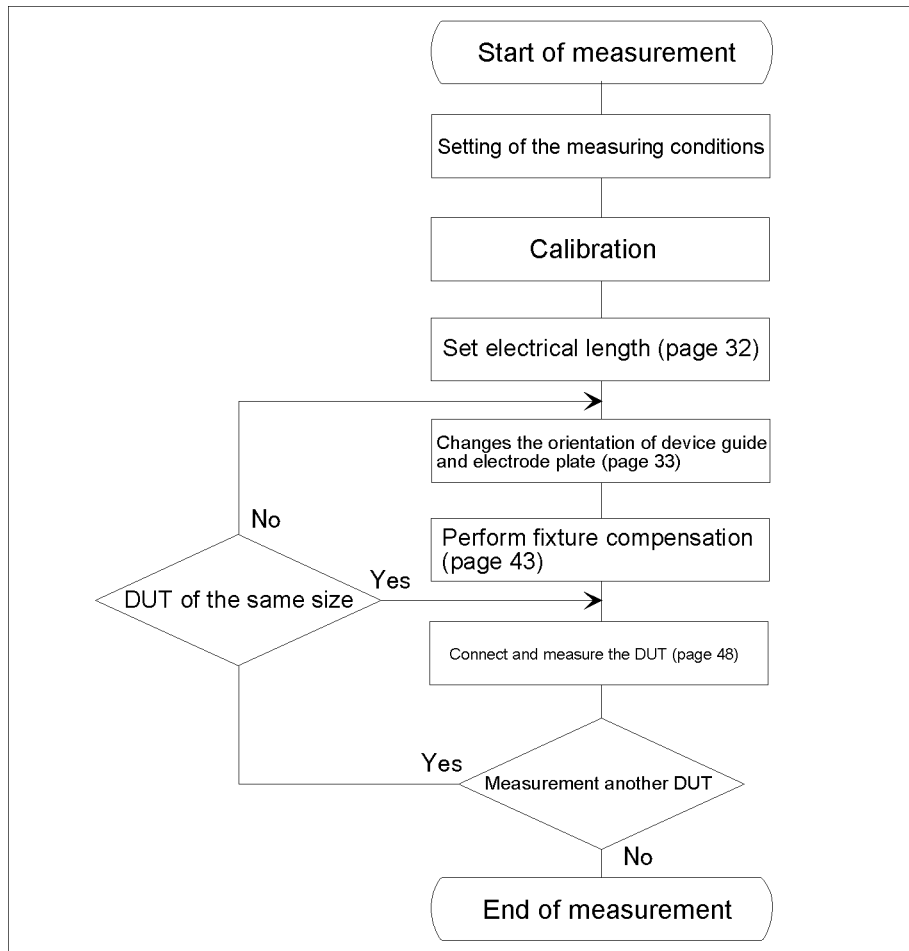 Start of measurement
Setting of the measuring conditions
Calibration
Set electrical length (page 32)
Changes the orientation of device guide
and electrode plate (page 33)
No
Perform fixture compensation
(page 43)
Yes
DUT of the same size
Connect and measure the DUT (page 48)
Yes
Measurement another DUT
No
End of measurement